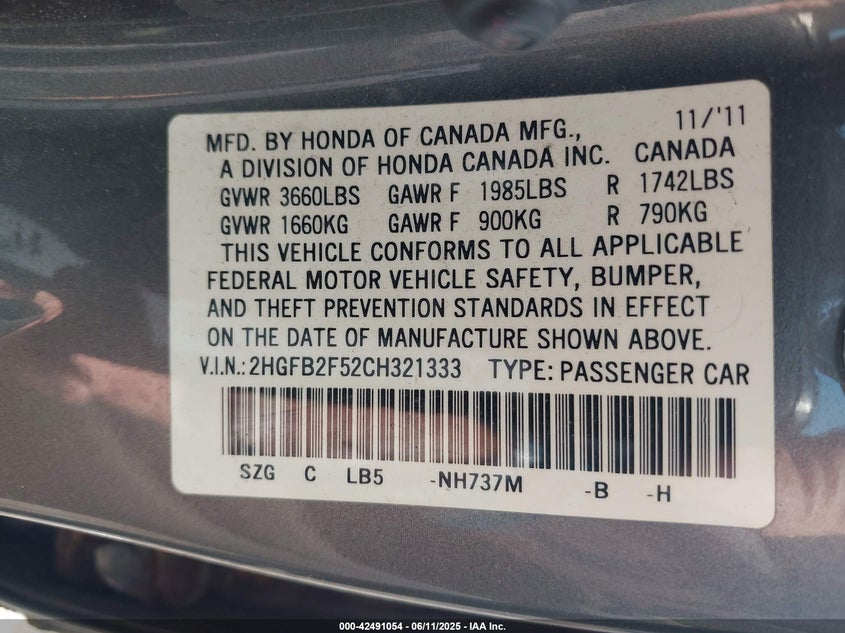 11/'11
MFD. BY HONDA OF CANADA MFG.,
A DIVISION OF HONDA CANADA INC. CANADA
GVWR 3660LBS GAWR F 1985LBS R 1742LBS
GVWR 1660KG GAWR F 900KG R 790KG
THIS VEHICLE CONFORMS TO ALL APPLICABLE
FEDERAL MOTOR VEHICLE SAFETY, BUMPER,
AND THEFT PREVENTION STANDARDS IN EFFECT
ON THE DATE OF MANUFACTURE SHOWN ABOVE.
V.I.N.: 2HGFB2F52CH321333 TYPE: PASSENGER CAR
SZG C LB5 -NH737M -B -H
000-42491054 - 06/11/2025 - IAA Inc.